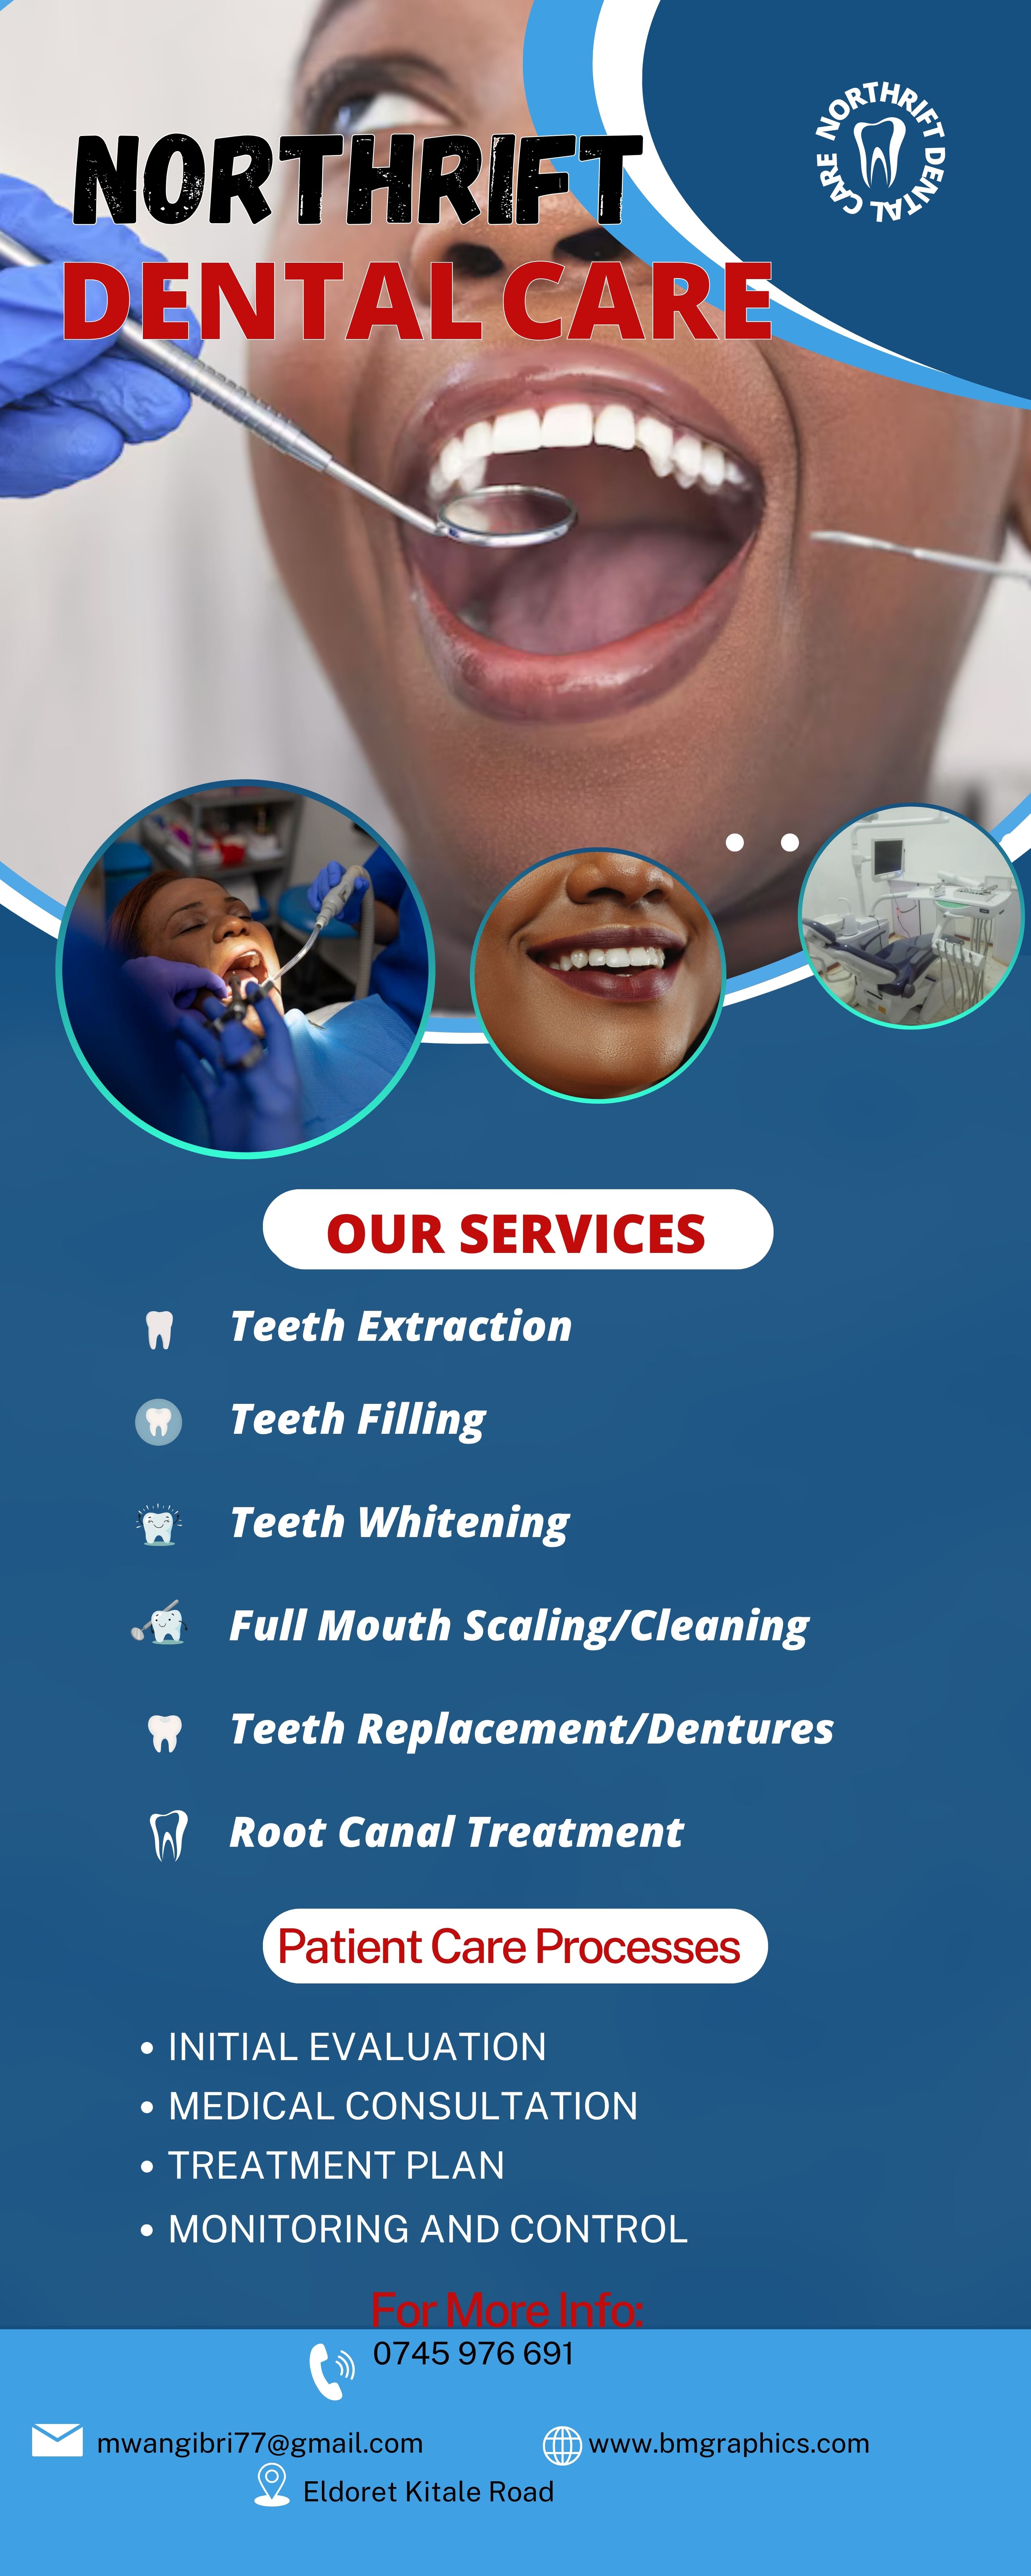 NORTHRIFT DENTAL CARE
NORTHRIFT
DENTAL CARE
OUR SERVICES
Teeth Extraction
Teeth Filling
Teeth Whitening
Full Mouth Scaling/Cleaning
Teeth Replacement/Dentures
Root Canal Treatment
Patient Care Processes
• INITIAL EVALUATION
• MEDICAL CONSULTATION
• TREATMENT PLAN
• MONITORING AND CONTROL
For More Info:
0745 976 691
mwangibri77@gmail.com www.bmgraphics.com
Eldoret Kitale Road